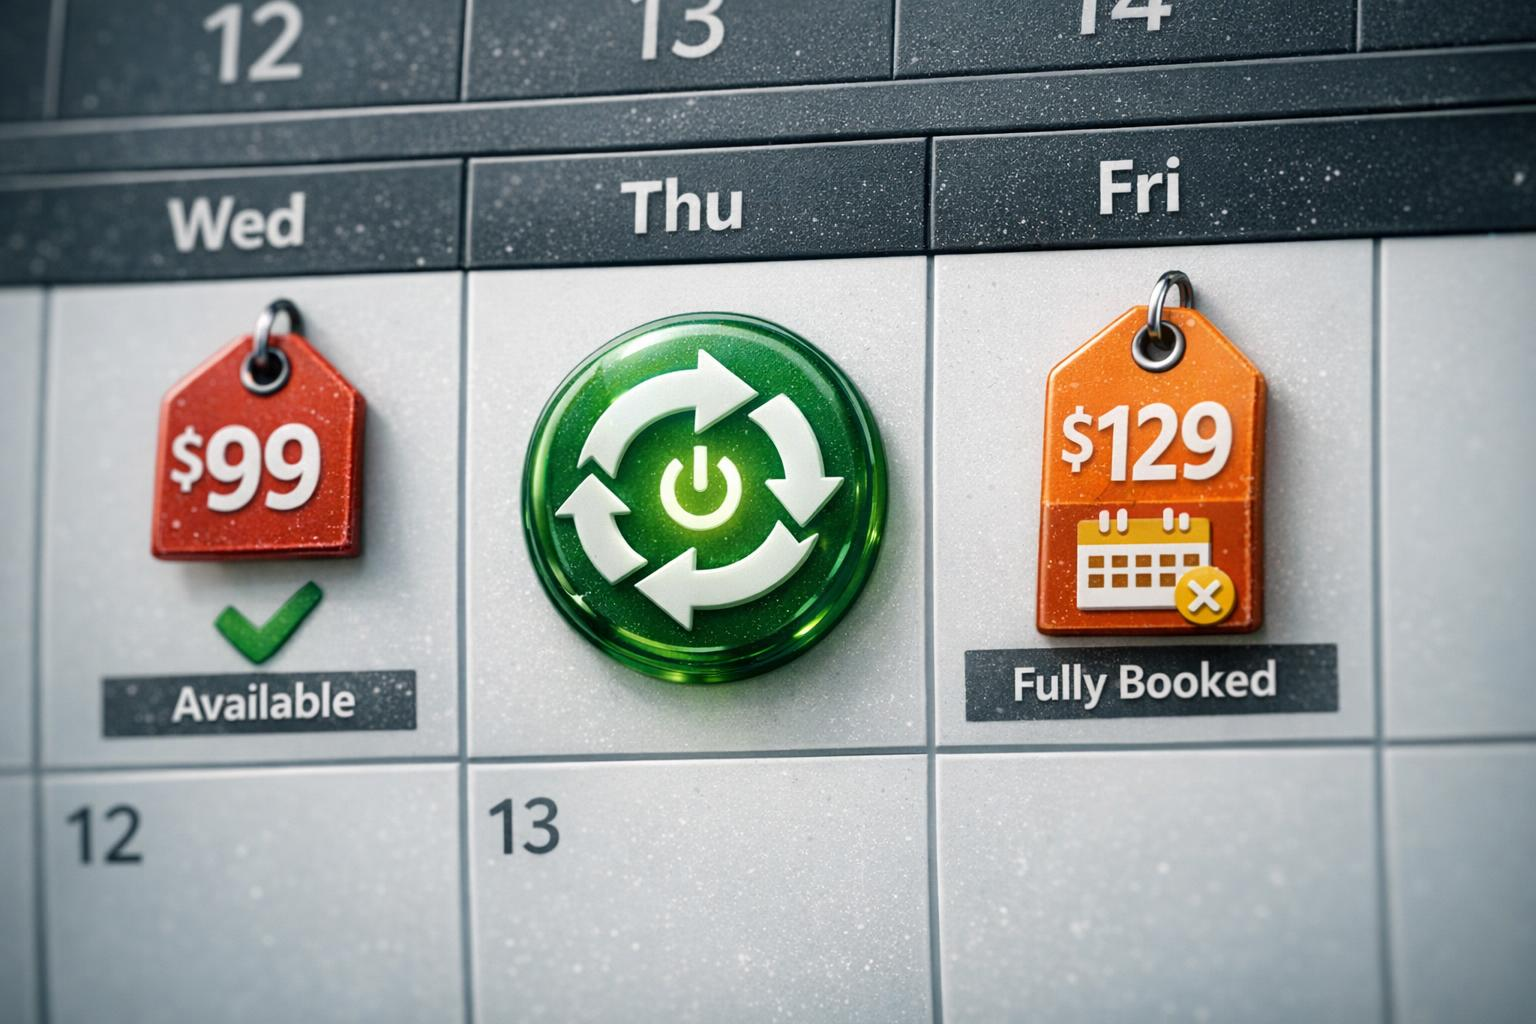 12 13 14
Wed Thu Fri
$99
$129
Available
Fully Booked
12 13